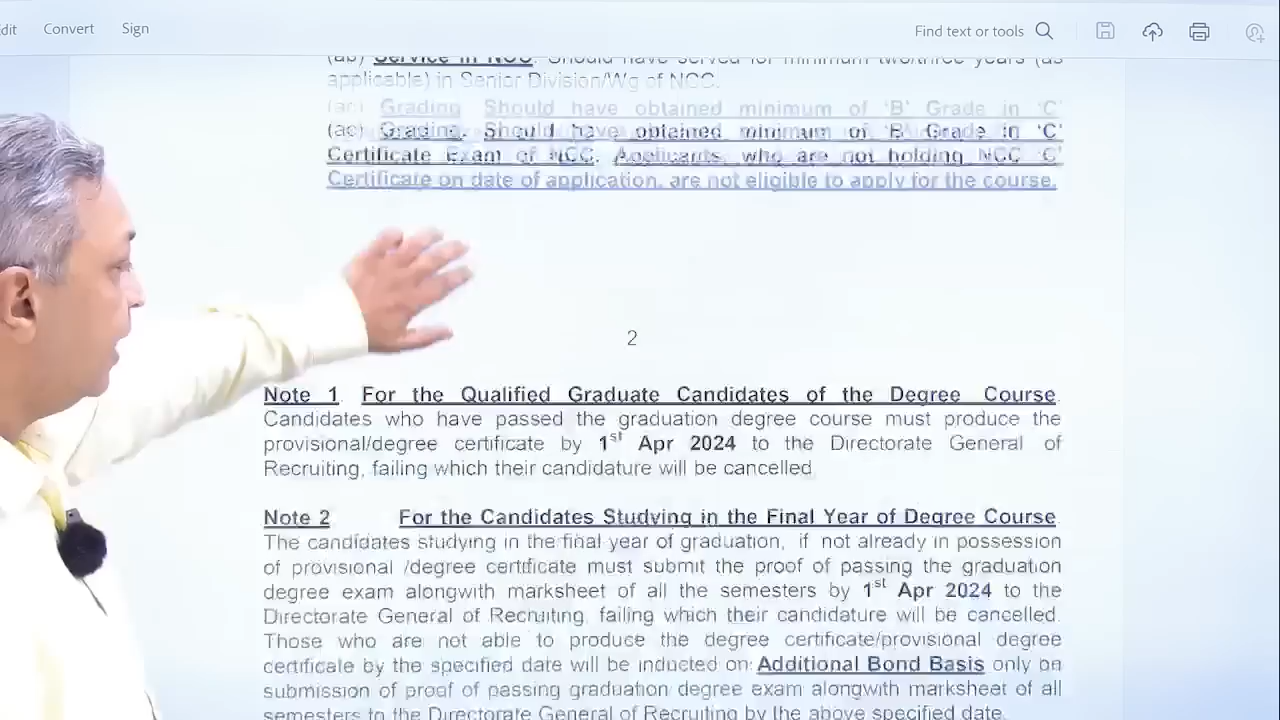 dit Convert Sign Find text or tools
(ab) Service in NCC. Should have served for minimum two/three years (as
applicable) in Senior Division/Wg of NCC.
(ac) Grading. Should have obtained minimum of 'B' Grade in 'C'
(ac) Grading. Should have obtained minimum of 'B' Grade in 'C'
Certificate Exam of NCC. Applicants, who are not holding NCC 'C'
Certificate on date of application, are not eligible to apply for the course.
2
Note 1 For the Qualified Graduate Candidates of the Degree Course.
Candidates who have passed the graduation degree course must produce the
provisional/degree certificate by 1st Apr 2024 to the Directorate General of
Recruiting, failing which their candidature will be cancelled.
Note 2 For the Candidates Studying in the Final Year of Degree Course.
The candidates studying in the final year of graduation, if not already in possession
of provisional /degree certificate must submit the proof of passing the graduation
degree exam alongwith marksheet of all the semesters by 1st Apr 2024 to the
Directorate General of Recruiting, failing which their candidature will be cancelled.
Those who are not able to produce the degree certificate/provisional degree
certificate by the specified date will be inducted on Additional Bond Basis only on
submission of proof of passing graduation degree exam alongwith marksheet of all
semesters to the Directorate General of Recruiting by the above specified date.